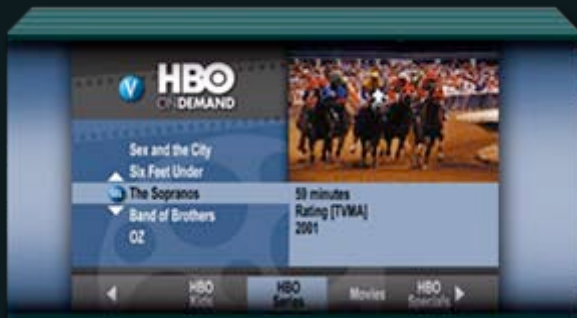 V
HBO
ON DEMAND
Sex and the City
Six Feet Under
The Sopranos
Band of Brothers
OZ
59 minutes
Rating [TVMA]
2001
HBO Kids
HBO Series
Movies
HBO Specials